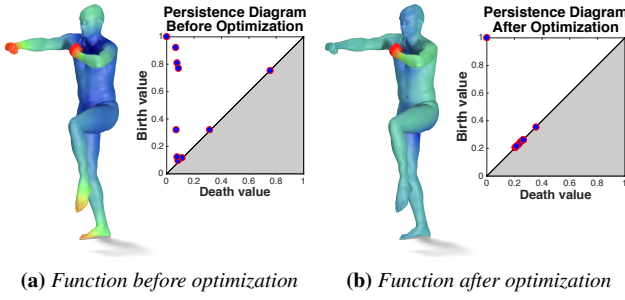 Persistence Diagram
Before Optimization
Birth value
1
0.8
0.6
0.4
0.2
0
0 0.2 0.4 0.6 0.8 1
Death value
Persistence Diagram
After Optimization
Birth value
1
0.8
0.6
0.4
0.2
0
0 0.2 0.4 0.6 0.8 1
Death value
(a) Function before optimization
(b) Function after optimization